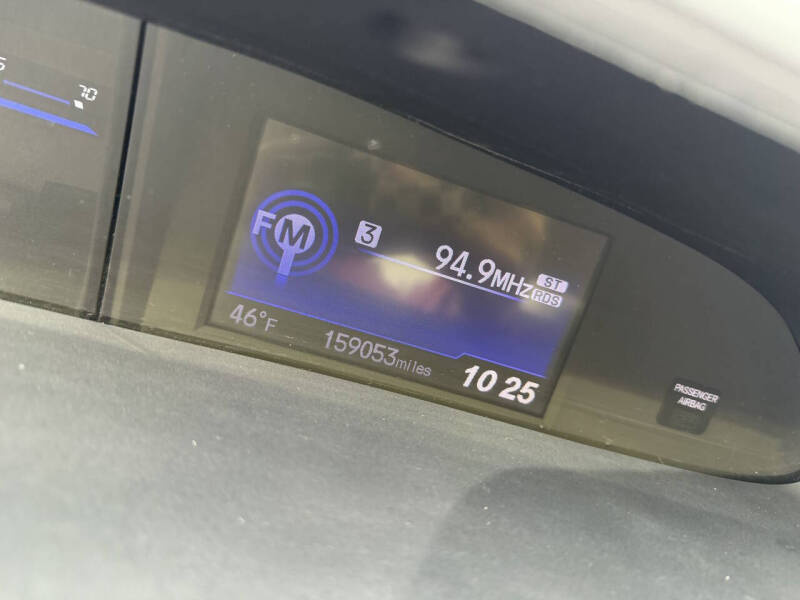 70
FM
3
94.9MHz
ST
RDS
46°F
159053miles
10 25
PASSENGER
AIRBAG